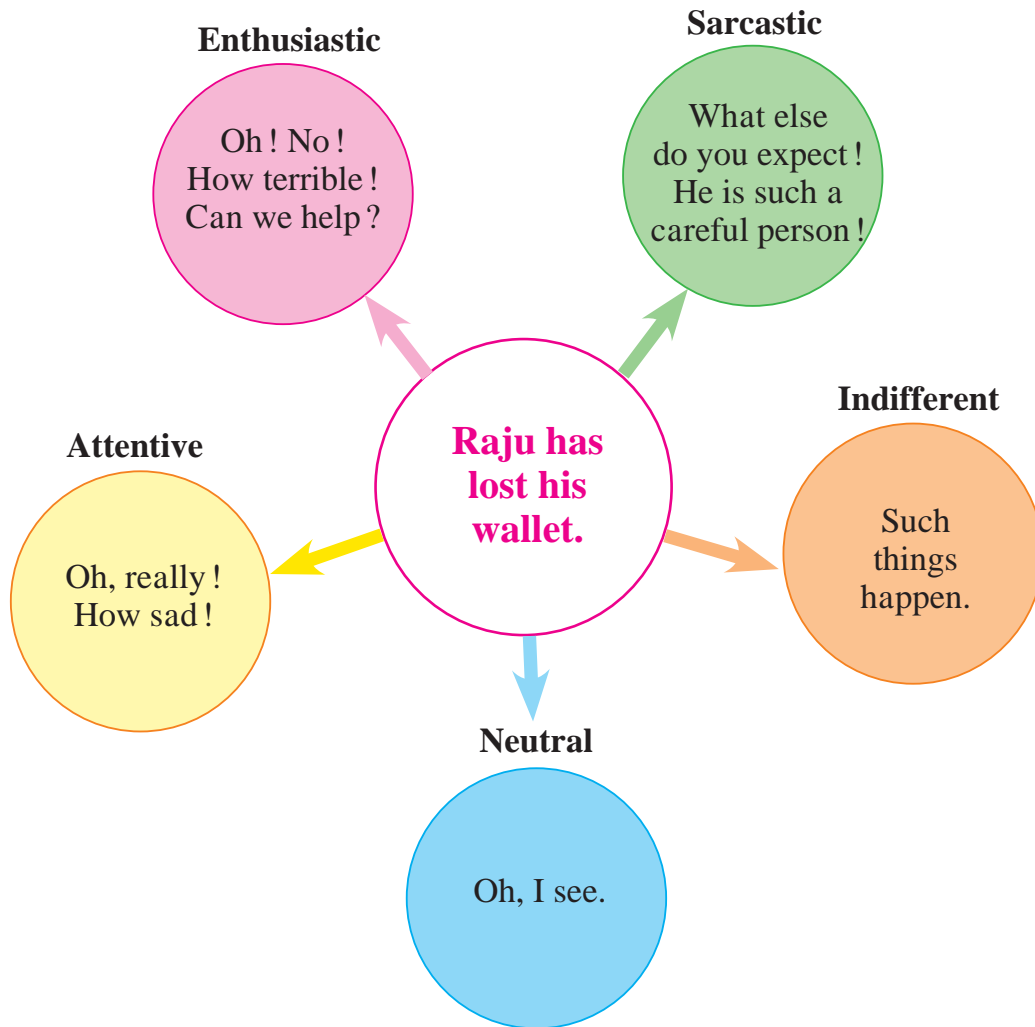 Enthusiastic
Oh! No!
How terrible!
Can we help?
Sarcastic
What else
do you expect!
He is such a
careful person!
Raju has
lost his
wallet.
Attentive
Oh, really!
How sad!
Indifferent
Such
things
happen.
Neutral
Oh, I see.